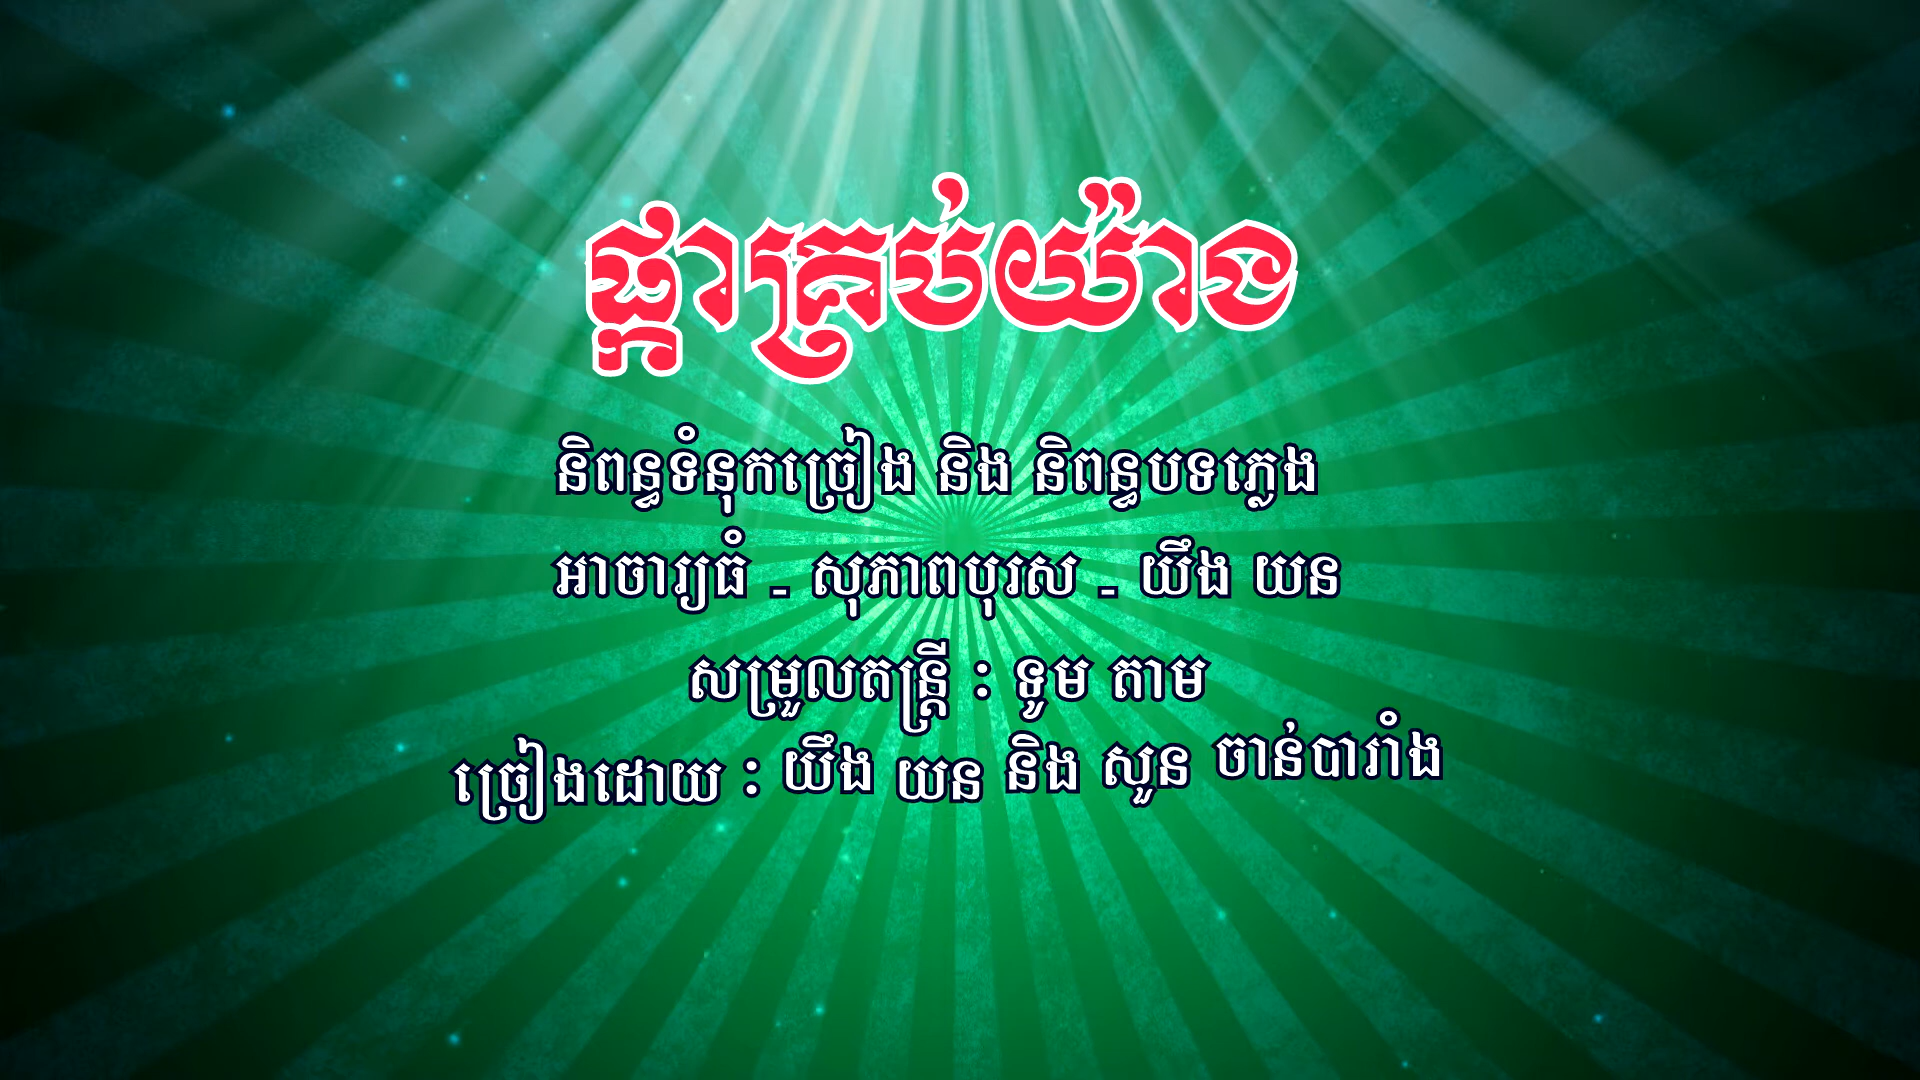 ផ្កាគ្រប់យ៉ាង
និពន្ធទំនុកច្រៀង និង និពន្ធបទភ្លេង
អាចារ្យធំ - សុភាពបុរស - យឹង យន
សម្រួលតន្ត្រី : ទូម តាម
ច្រៀងដោយ : យឹង យន និង សួន ចាន់បារាំង